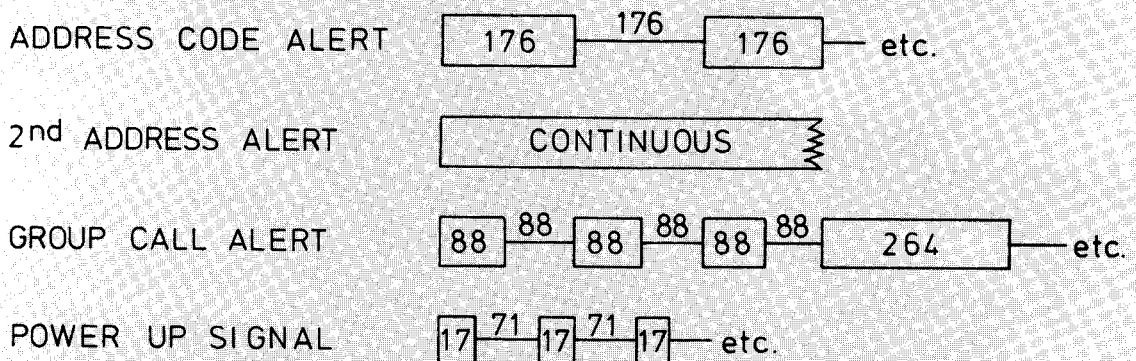 ADDRESS CODE ALERT 176 176 176 etc.
2nd ADDRESS ALERT CONTINUOUS
GROUP CALL ALERT 88 88 88 88 88 88 264 etc.
POWER UP SIGNAL 17 71 17 71 17 etc.